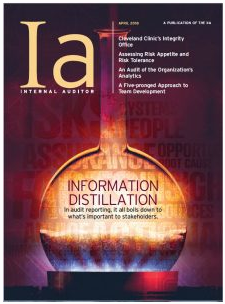 Ia
INTERNAL AUDITOR
A PUBLICATION OF THE IIA
Cleveland Clinic's Integrity
Office
Assessing Risk Appetite and
Risk Tolerance
An Audit of the Organization's
Analytics
A Five-pronged Approach to
Team Development
PEOPLE
ASSURANCE
INFORMATION
DISTILLATION
In audit reporting, it all boils down to
what's important to stakeholders.